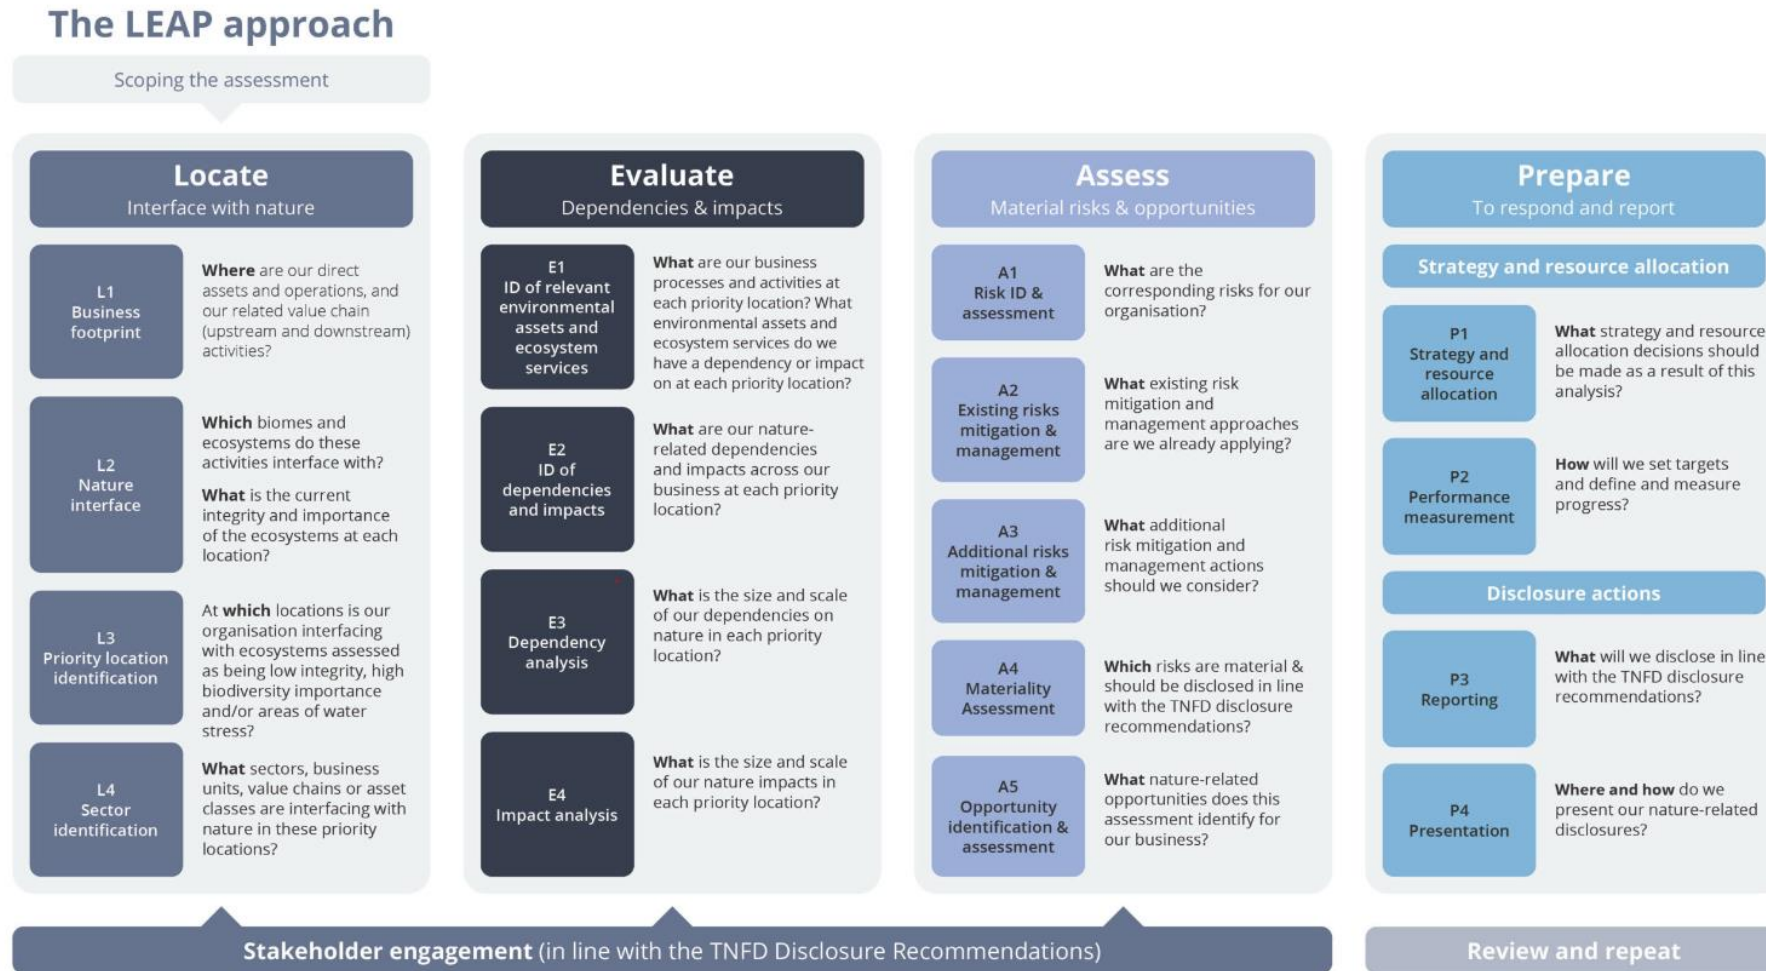 The LEAP approach
Scoping the assessment
Locate
Interface with nature
L1
Business
footprint
Where are our direct
assets and operations, and
our related value chain
(upstream and downstream)
activities?
L2
Nature
interface
Which biomes and
ecosystems do these
activities interface with?
What is the current
integrity and importance
of the ecosystems at each
location?
L3
Priority location
identification
At which locations is our
organisation interfacing
with ecosystems assessed
as being low integrity, high
biodiversity importance
and/or areas of water
stress?
L4
Sector
identification
What sectors, business
units, value chains or asset
classes are interfacing with
nature in these priority
locations?
Evaluate
Dependencies & impacts
E1
ID of relevant
environmental
assets and
ecosystem
services
What are our business
processes and activities at
each priority location? What
environmental assets and
ecosystem services do we
have a dependency or impact
on at each priority location?
E2
ID of
dependencies
and impacts
What are our nature-
related dependencies
and impacts across our
business at each priority
location?
E3
Dependency
analysis
What is the size and scale
of our dependencies on
nature in each priority
location?
E4
Impact analysis
What is the size and scale
of our nature impacts in
each priority location?
Assess
Material risks & opportunities
A1
Risk ID &
assessment
What are the
corresponding risks for our
organisation?
A2
Existing risks
mitigation &
management
What existing risk
mitigation and
management approaches
are we already applying?
A3
Additional risks
mitigation &
management
What additional
risk mitigation and
management actions
should we consider?
A4
Materiality
Assessment
Which risks are material &
should be disclosed in line
with the TNFD disclosure
recommendations?
A5
Opportunity
identification &
assessment
What nature-related
opportunities does this
assessment identify for
our business?
Prepare
To respond and report
Strategy and resource allocation
P1
Strategy and
resource
allocation
What strategy and resource
allocation decisions should
be made as a result of this
analysis?
P2
Performance
measurement
How will we set targets
and define and measure
progress?
Disclosure actions
P3
Reporting
What will we disclose in line
with the TNFD disclosure
recommendations?
P4
Presentation
Where and how do we
present our nature-related
disclosures?
Stakeholder engagement (in line with the TNFD Disclosure Recommendations)
Review and repeat